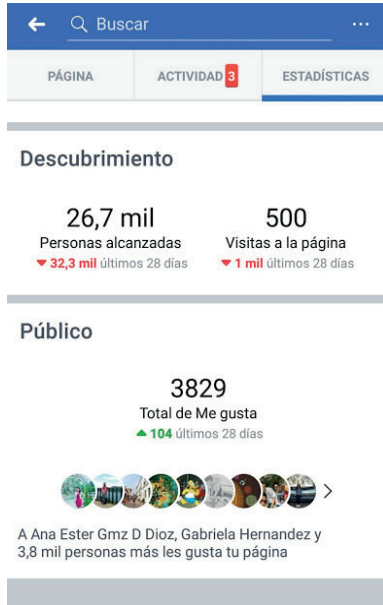 Buscar
PÁGINA
ACTIVIDAD 3
ESTADÍSTICAS
Descubrimiento
26,7 mil
Personas alcanzadas
32,3 mil últimos 28 días
500
Visitas a la página
1 mil últimos 28 días
Público
3829
Total de Me gusta
104 últimos 28 días
A Ana Ester Gmz D Dioz, Gabriela Hernandez y
3,8 mil personas más les gusta tu página